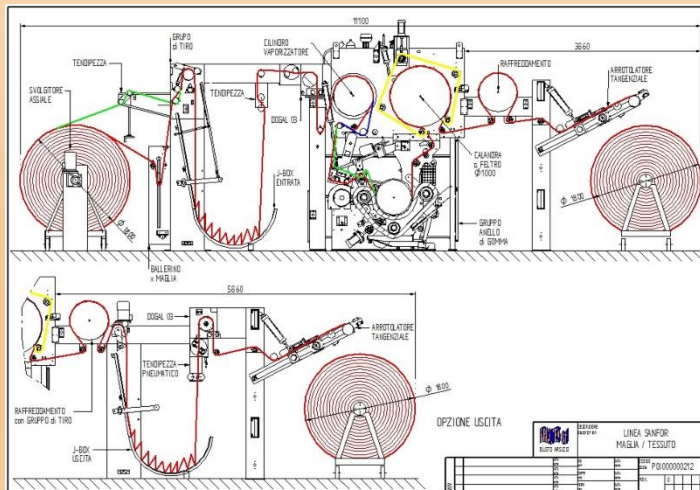 11100
3860
GRUPO
di TIRO
TENDIPEZZA
CILINDRO
VAPORIZZATORE
RAFFREDDAMENTO
ARROTOLATORE
TANGENZIALE
SVOLGITORE
ASSIALE
TENDIPEZZA
DOGAL 03
J-BOX
ENTRATA
CALANDRA
a FELTRO
Ø1000
GRUPPO
ANELLO
di GOMMA
Ø 1800
Ø 1800
BALLERINO
x MAGLIA
5860
DOGAL 03
ARROTOLATORE
TANGENZIALE
TENDIPEZZA
PNEUMATICO
Ø 1800
RAFFREDDAMENTO
con GRUPPO di TIRO
J-BOX
USCITA
OPZIONE USCITA
BUSTO ARSIZIO
LINEA SANFOR
MAGLIA / TESSUTO